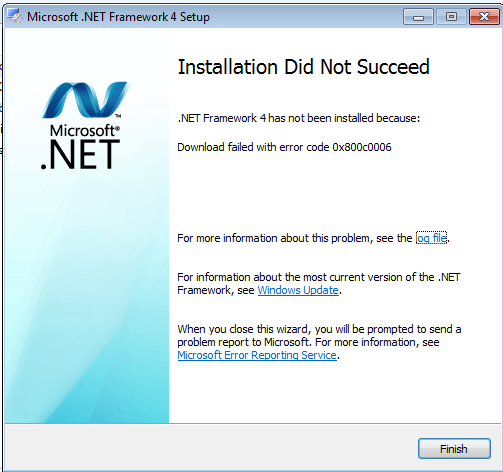 Microsoft .NET Framework 4 Setup
Installation Did Not Succeed
Microsoft®
.NET
.NET Framework 4 has not been installed because:
Download failed with error code 0x800c0006
For more information about this problem, see the log file.
For information about the most current version of the .NET
Framework, see Windows Update.
When you close this wizard, you will be prompted to send a
problem report to Microsoft. For more information, see
Microsoft Error Reporting Service.
Finish